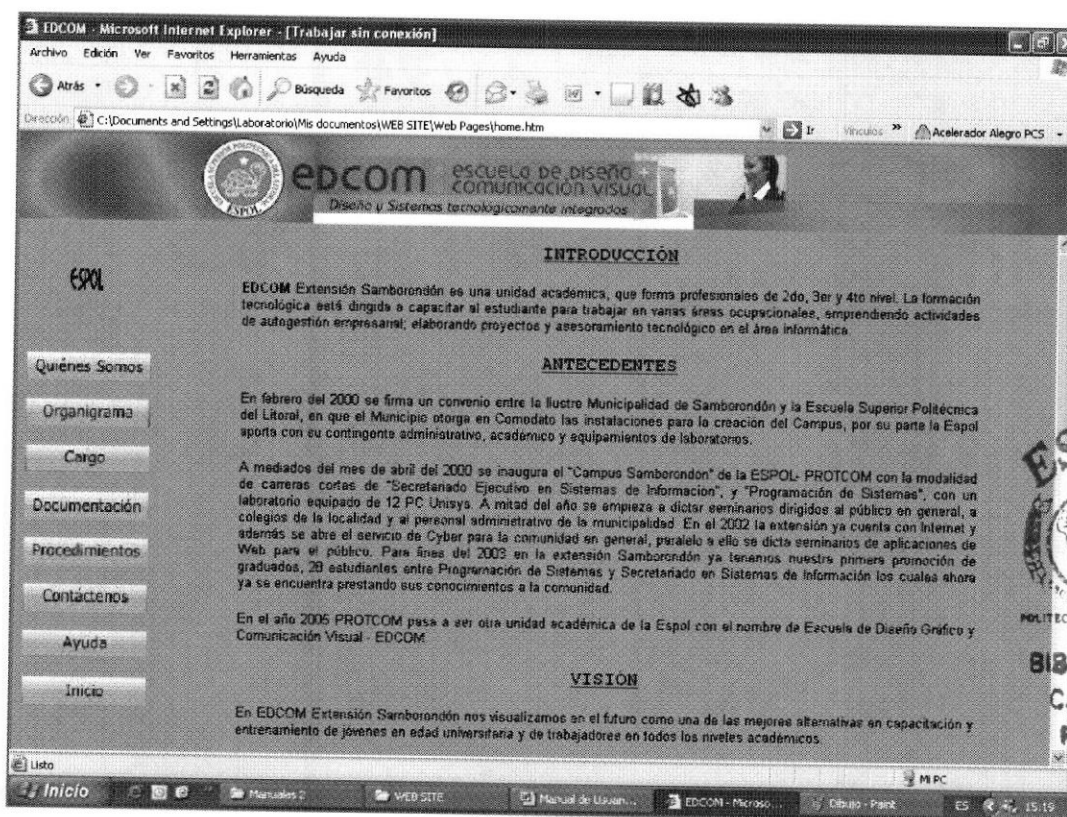 EDCOM - Microsoft Internet Explorer - [Trabajar sin conexión]
Archivo Edición Ver Favoritos Herramientas Ayuda
Atrás Búsqueda Favoritos
Dirección C:\Documents and Settings\Laboratorio\Mis documentos\WEB SITE\Web Pages\home.htm Ir Vínculos » Acelerador Alegro PCS
ESCUELA SUPERIOR POLITECNICA DEL LITORAL
ESPOL
edcom
escuela de diseño
comunicación visual
Diseño y Sistemas tecnológicamente integrados
ESPOL
Quiénes Somos
Organigrama
Cargo
Documentación
Procedimientos
Contáctenos
Ayuda
Inicio
INTRODUCCIÓN
EDCOM Extensión Samborondón es una unidad académica, que forma profesionales de 2do, 3er y 4to nivel. La formación
tecnológica está dirigida a capacitar al estudiante para trabajar en varias áreas ocupacionales, emprendiendo actividades
de autogestión empresarial; elaborando proyectos y asesoramiento tecnológico en el área informática.
ANTECEDENTES
En febrero del 2000 se firma un convenio entre la Ilustre Municipalidad de Samborondón y la Escuela Superior Politécnica
del Litoral, en que el Municipio otorga en Comodato las instalaciones para la creación del Campus, por su parte la Espol
aporta con su contingente administrativo, académico y equipamientos de laboratorios.
A mediados del mes de abril del 2000 se inaugura el "Campus Samborondón" de la ESPOL- PROTCOM con la modalidad
de carreras cortas de "Secretariado Ejecutivo en Sistemas de Información", y "Programación de Sistemas", con un
laboratorio equipado de 12 PC Unisys. A mitad del año se empieza a dictar seminarios dirigidos al público en general, a
colegios de la localidad y al personal administrativo de la municipalidad. En el 2002 la extensión ya cuenta con Internet y
además se abre el servicio de Cyber para la comunidad en general, paralelo a ello se dicta seminarios de aplicaciones de
Web para el público. Para fines del 2003 en la extensión Samborondón ya tenemos nuestra primera promoción de
graduados, 28 estudiantes entre Programación de Sistemas y Secretariado en Sistemas de Información los cuales ahora
ya se encuentra prestando sus conocimientos a la comunidad.
En el año 2005 PROTCOM pasa a ser otra unidad académica de la Espol con el nombre de Escuela de Diseño Gráfico y
Comunicación Visual - EDCOM
VISIÓN
En EDCOM Extensión Samborondón nos visualizamos en el futuro como una de las mejores alternativas en capacitación y
entrenamiento de jóvenes en edad universitaria y de trabajadores en todos los niveles académicos.
POLITEC
BIB
C
Listo Mi PC
Inicio Manuales 2 WEB SITE Manual de Usuari... EDCOM - Microso... Dibujo - Paint ES 15:19